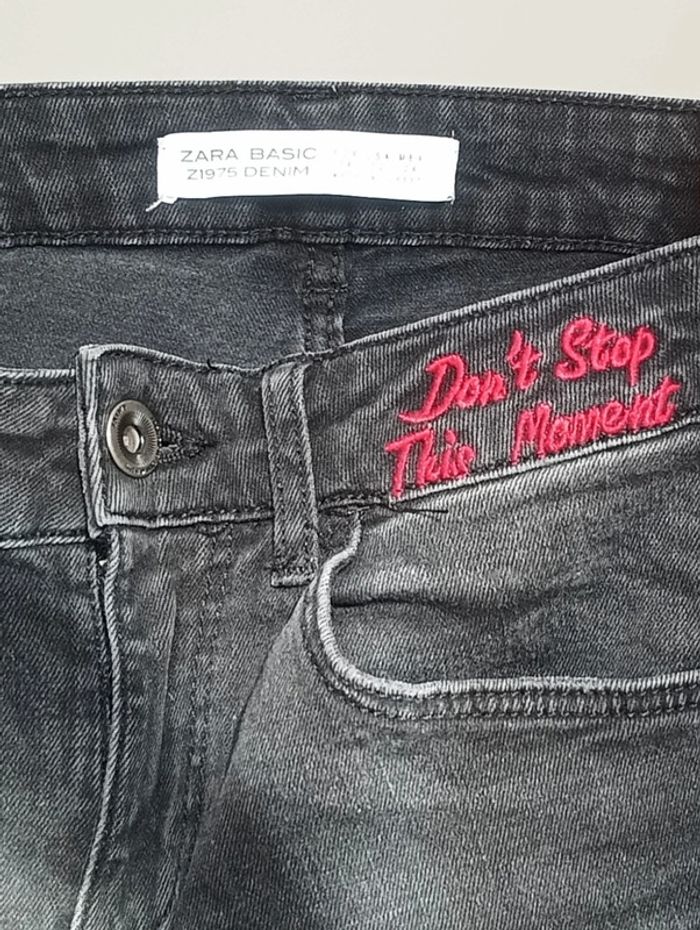 ZARA BASIC
Z1975 DENIM
Don't Stop
This Moment